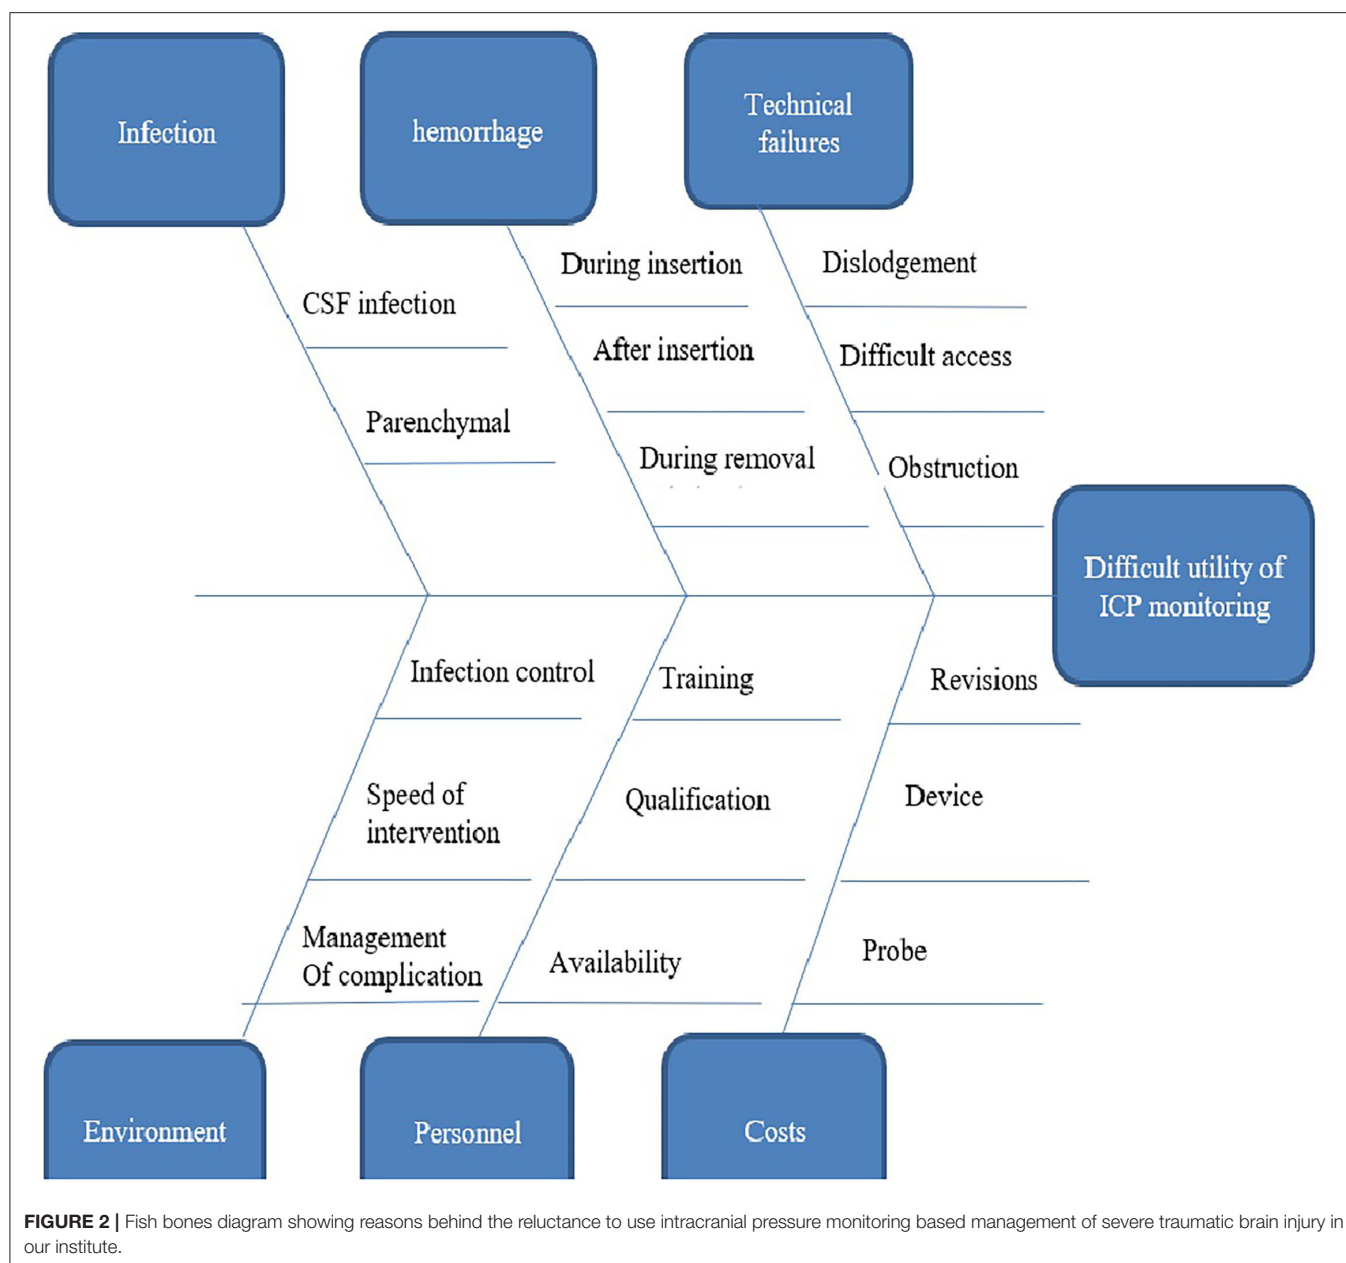 Infection
hemorrhage
Technical
failures
CSF infection
Parenchymal
During insertion
After insertion
During removal
Dislodgement
Difficult access
Obstruction
Difficult utility of
ICP monitoring
Infection control
Speed of
intervention
Management
Of complication
Training
Qualification
Availability
Revisions
Device
Probe
Environment
Personnel
Costs
FIGURE 2 | Fish bones diagram showing reasons behind the reluctance to use intracranial pressure monitoring based management of severe traumatic brain injury in
our institute.